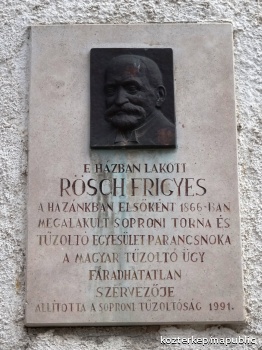 E HÁZBAN LAKOTT
RÖSCH FRIGYES
A HAZÁNKBAN ELSŐKÉNT 1866-BAN
MEGALAKULT SOPRONI TORNA ÉS
TŰZOLTÓ EGYESÜLET PARANCSNOKA
A MAGYAR TŰZOLTÓ ÜGY
FÁRADHATATLAN
SZERVEZŐJE
ÁLLÍTOTTA A SOPRONI TŰZOLTÓSÁG 1991.
kozterkep/mapublic